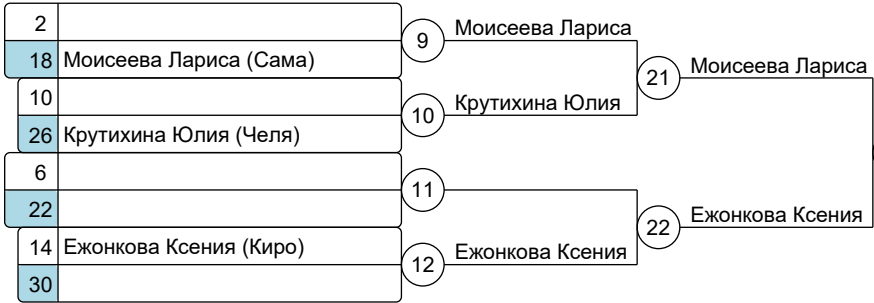 2
18 Моисеева Лариса (Сама)
10
26 Крутихина Юлия (Челя)
6
22
14 Ежонкова Ксения (Киро)
30
9 Моисеева Лариса
10 Крутихина Юлия
11
12 Ежонкова Ксения
21 Моисеева Лариса
22 Ежонкова Ксения